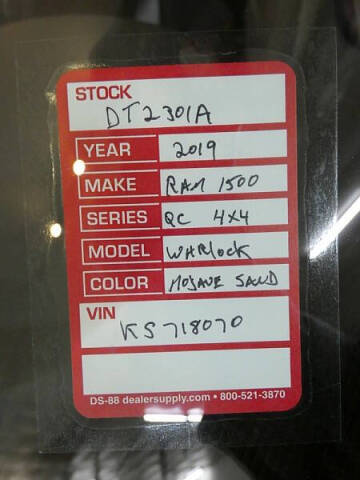 STOCK
DT2301A
YEAR 2019
MAKE RAM 1500
SERIES QC 4X4
MODEL WARlOCK
COLOR MOJAVE SAND
VIN
KS718070
DS-88 dealersupply.com • 800-521-3870